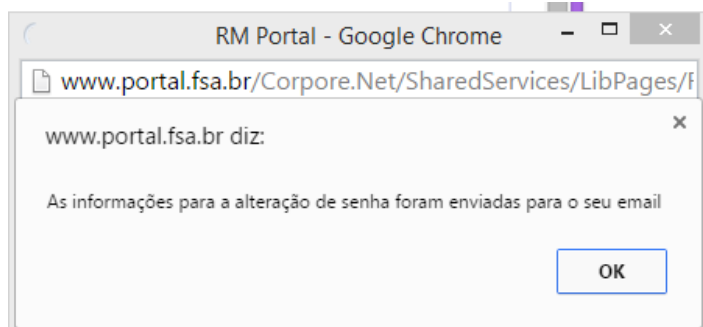 RM Portal - Google Chrome
www.portal.fsa.br/Corpore.Net/SharedServices/LibPages/
www.portal.fsa.br diz:
As informações para a alteração de senha foram enviadas para o seu email
OK